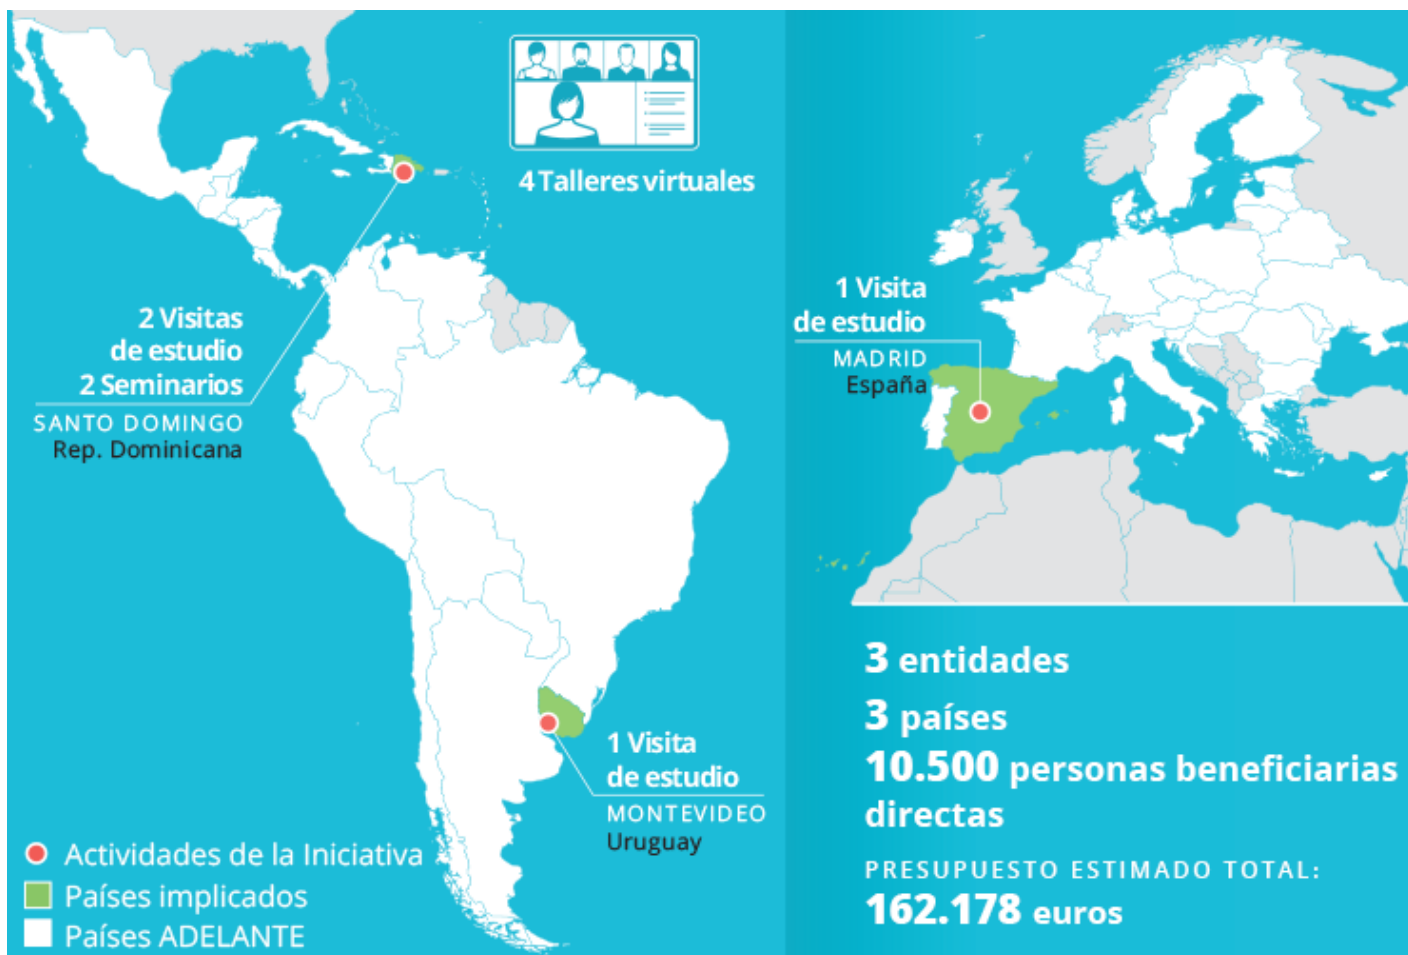 4 Talleres virtuales
2 Visitas
de estudio
2 Seminarios
SANTO DOMINGO
Rep. Dominicana
1 Visita
de estudio
MONTEVIDEO
Uruguay
Actividades de la Iniciativa
Países implicados
Países ADELANTE
1 Visita
de estudio
MADRID
España
3 entidades
3 países
10.500 personas beneficiarias
directas
PRESUPUESTO ESTIMADO TOTAL:
162.178 euros